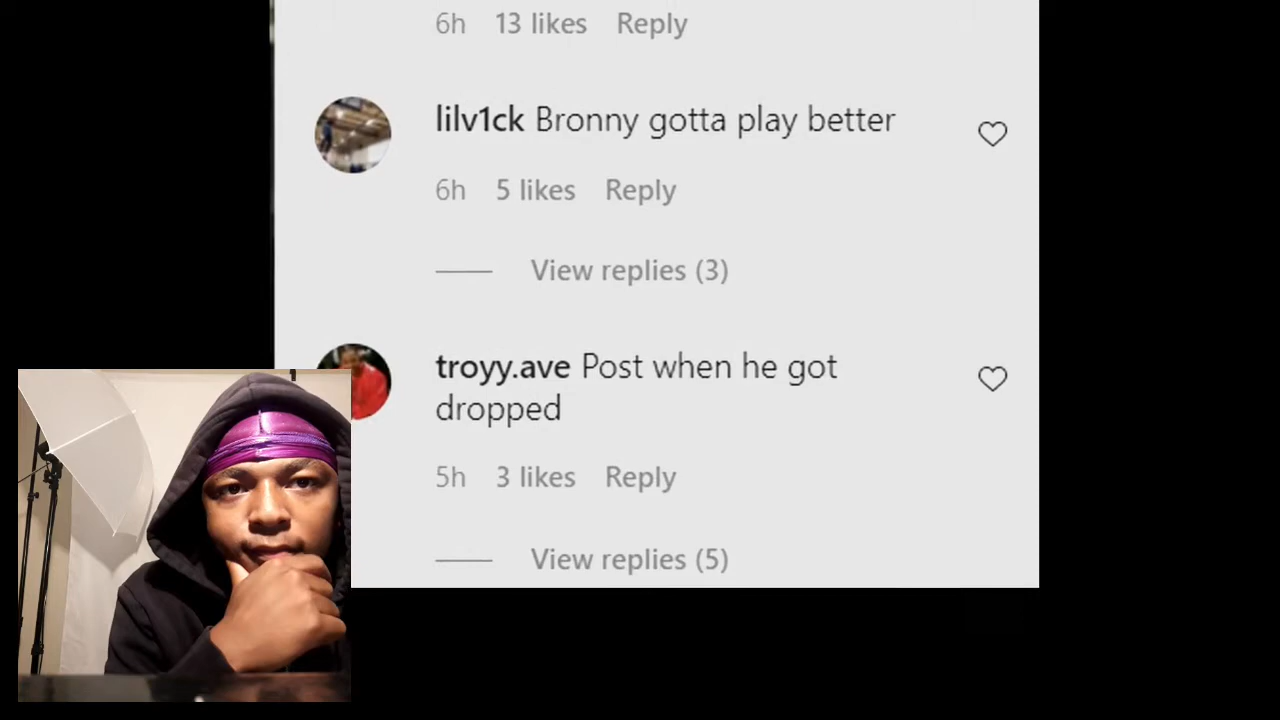 6h 13 likes Reply
lilv1ck Bronny gotta play better
6h 5 likes Reply
View replies (3)
troyy.ave Post when he got
dropped
5h 3 likes Reply
View replies (5)